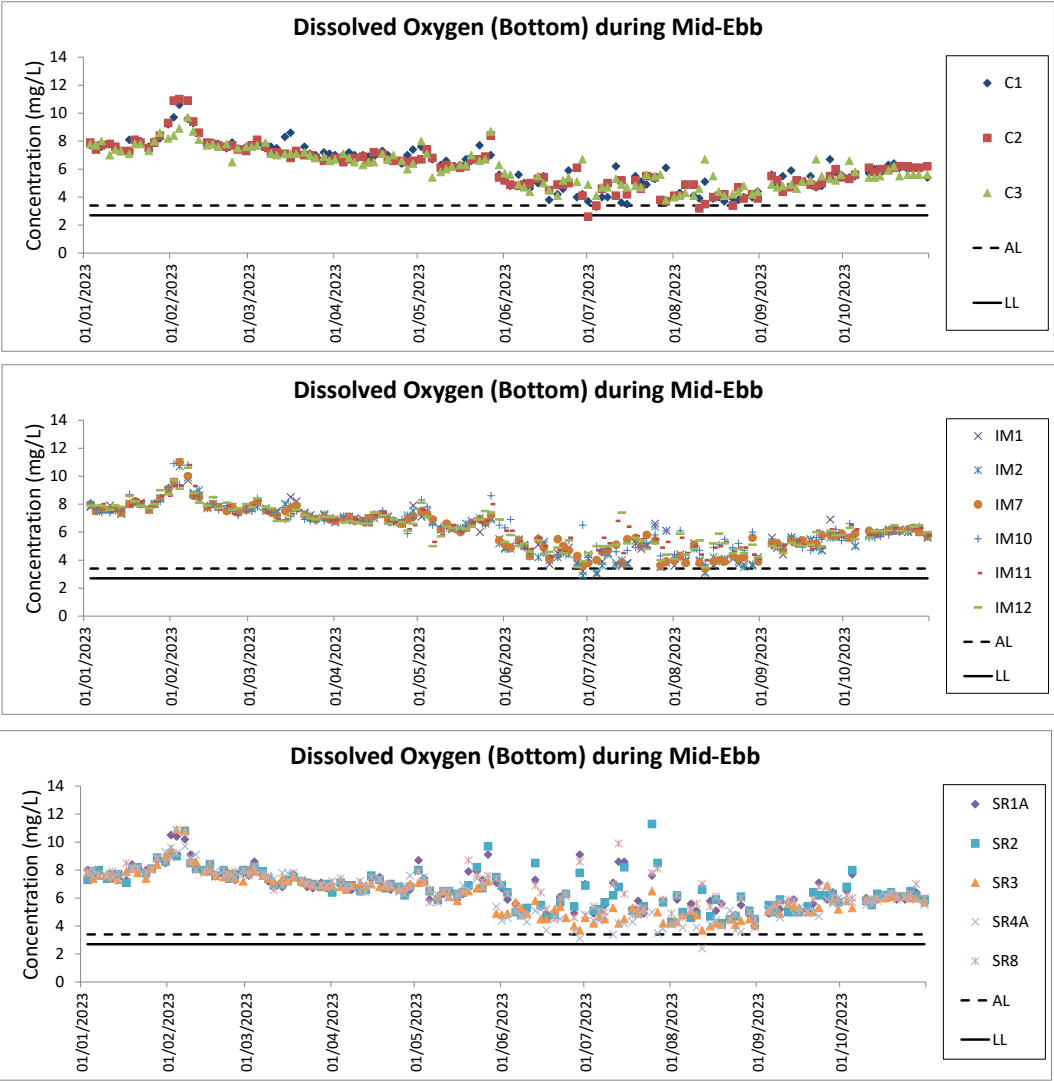 Dissolved Oxygen (Bottom) during Mid-Ebb
Concentration (mg/L)
14
12
10
8
6
4
2
0
01/01/2023
01/02/2023
01/03/2023
01/04/2023
01/05/2023
01/06/2023
01/07/2023
01/08/2023
01/09/2023
01/10/2023
C1
C2
C3
AL
LL
Dissolved Oxygen (Bottom) during Mid-Ebb
Concentration (mg/L)
14
12
10
8
6
4
2
0
01/01/2023
01/02/2023
01/03/2023
01/04/2023
01/05/2023
01/06/2023
01/07/2023
01/08/2023
01/09/2023
01/10/2023
IM1
IM2
IM7
IM10
IM11
IM12
AL
LL
Dissolved Oxygen (Bottom) during Mid-Ebb
Concentration (mg/L)
14
12
10
8
6
4
2
0
01/01/2023
01/02/2023
01/03/2023
01/04/2023
01/05/2023
01/06/2023
01/07/2023
01/08/2023
01/09/2023
01/10/2023
SR1A
SR2
SR3
SR4A
SR8
AL
LL